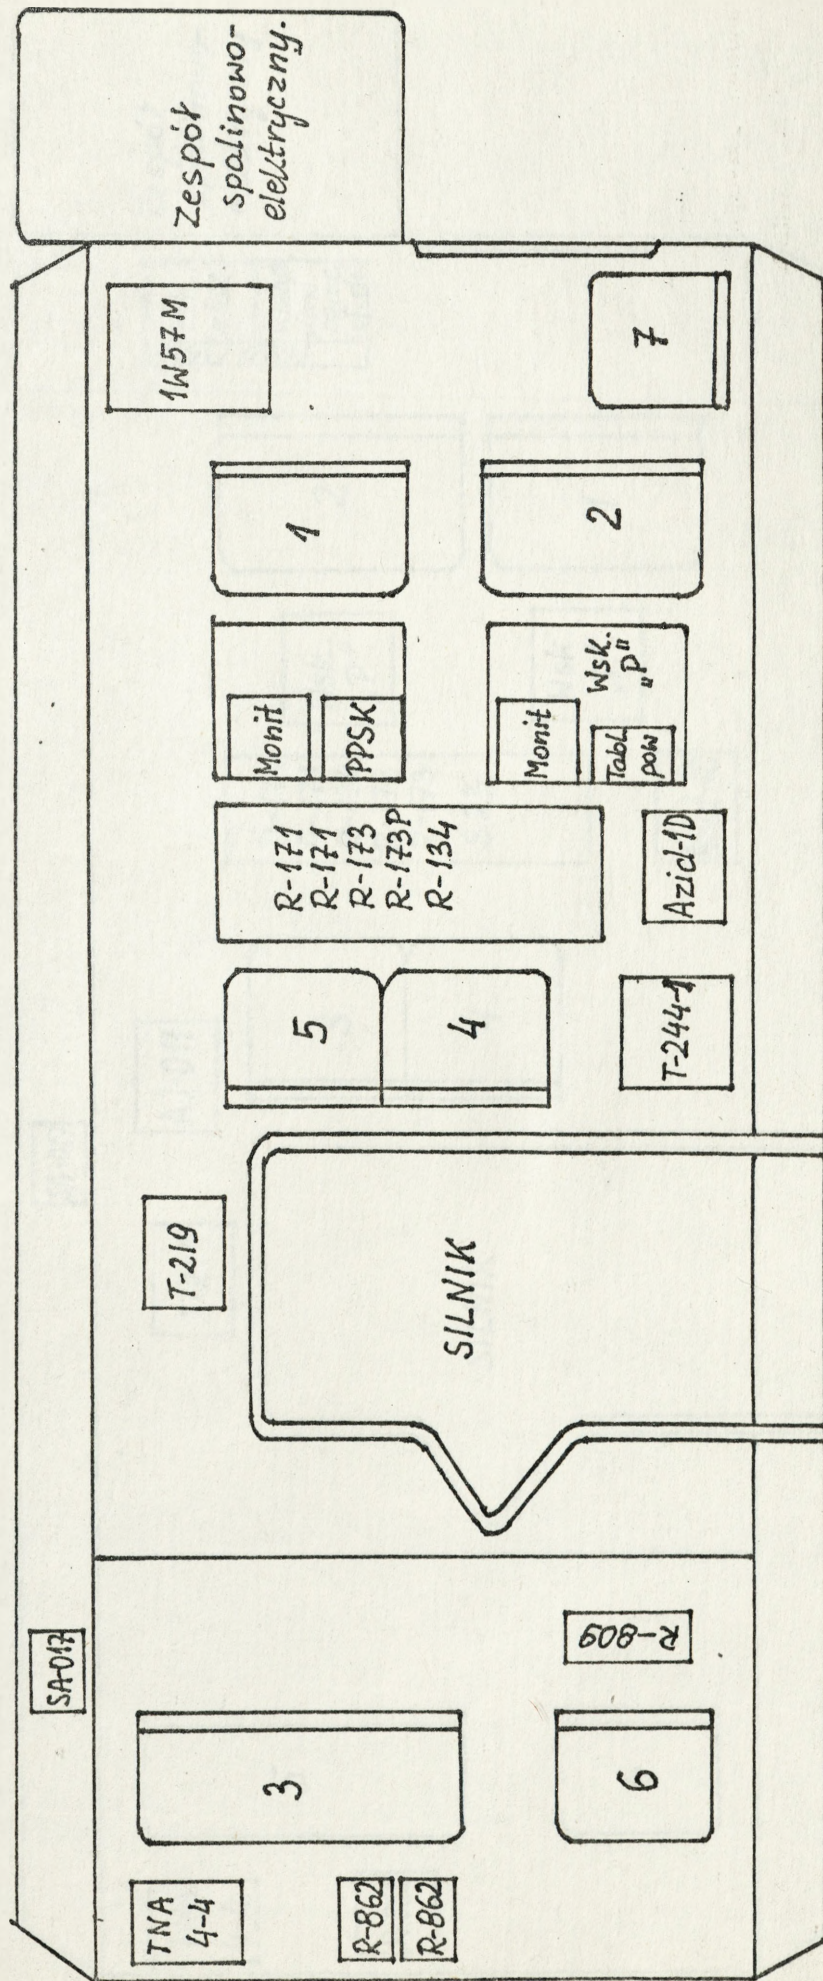 Zespół
spalinowo-
elektryczny.
1W57M
7
1
2
Monit
PPSK
Monit
Wsk.
„P"
Tabl
pow
R-171
R-171
R-173
R-173P
R-134
Azid-1D
5
4
T-244-1
T-219
SILNIK
SA-017
R-809
3
6
TNA
4-4
R-862
R-862